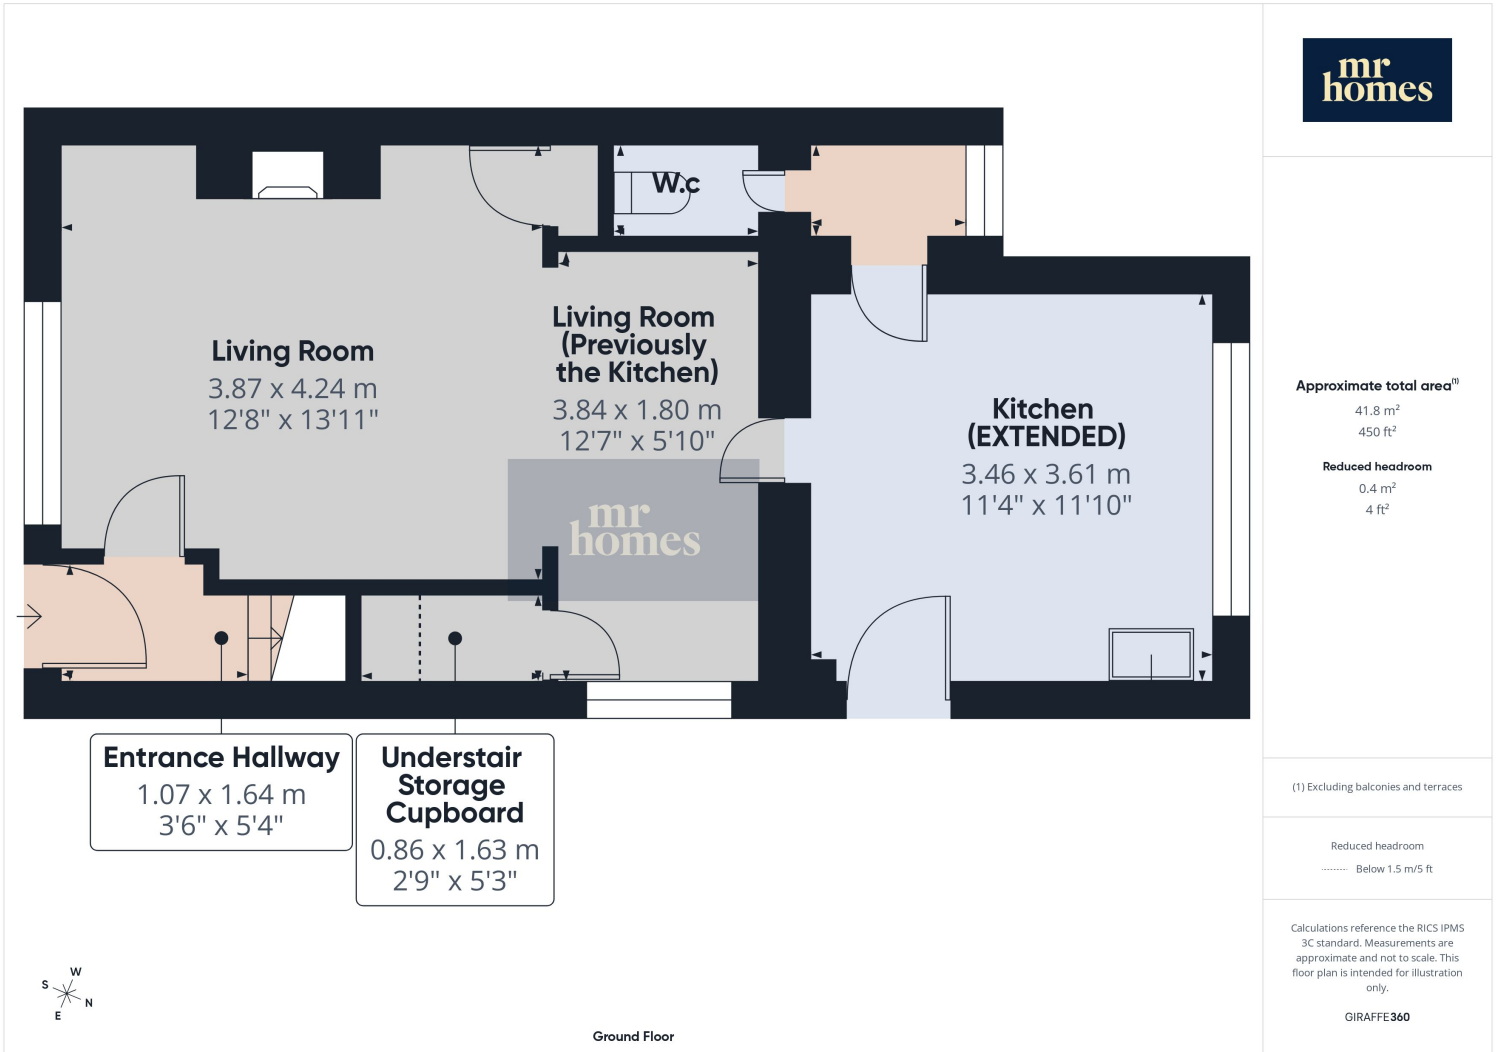 mr
homes
W.c
Living Room
3.87 x 4.24 m
12'8" x 13'11"
Living Room
(Previously
the Kitchen)
3.84 x 1.80 m
12'7" x 5'10"
Kitchen
(EXTENDED)
3.46 x 3.61 m
11'4" x 11'10"
mr
homes
Entrance Hallway
1.07 x 1.64 m
3'6" x 5'4"
Understair
Storage
Cupboard
0.86 x 1.63 m
2'9" x 5'3"
W
S
N
E
Ground Floor
Approximate total area(1)
41.8 m²
450 ft²
Reduced headroom
0.4 m²
4 ft²
(1) Excluding balconies and terraces
Reduced headroom
Below 1.5 m/5 ft
Calculations reference the RICS IPMS
3C standard. Measurements are
approximate and not to scale. This
floor plan is intended for illustration
only.
GIRAFFE360